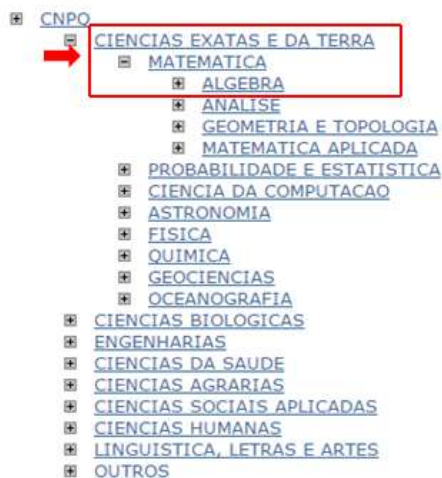 CNPQ
CIENCIAS EXATAS E DA TERRA
MATEMATICA
ALGEBRA
ANALISE
GEOMETRIA E TOPOLOGIA
MATEMATICA APLICADA
PROBABILIDADE E ESTATISTICA
CIENCIA DA COMPUTACAO
ASTRONOMIA
FISICA
QUIMICA
GEOCIENCIAS
OCEANOGRAFIA
CIENCIAS BIOLOGICAS
ENGENHARIAS
CIENCIAS DA SAUDE
CIENCIAS AGRARIAS
CIENCIAS SOCIAIS APLICADAS
CIENCIAS HUMANAS
LINGUISTICA, LETRAS E ARTES
OUTROS